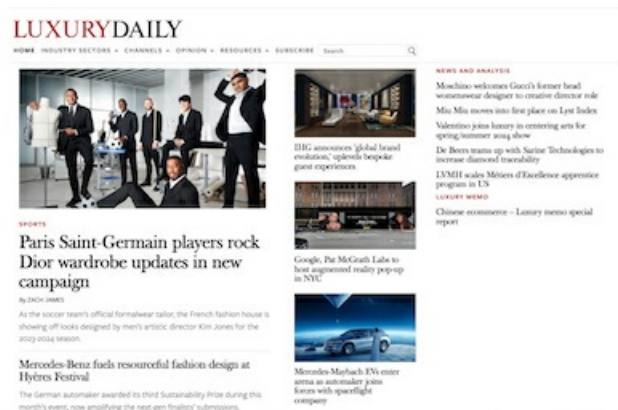 LUXURYDAILY
HOME INDUSTRY SECTORS CHANNELS OPINION RESOURCES SUBSCRIBE Search
SPORTS
Paris Saint-Germain players rock
Dior wardrobe updates in new
campaign
By ZACH JAMES
As the soccer team's official formalwear tailor, the French fashion house is
showing off looks designed by men's artistic director Kim Jones for the
2023-2024 season.
Mercedes-Benz fuels resourceful fashion design at
Hyères Festival
The German automaker awarded its third Sustainability Prize during this
month's event, now amplifying the next-gen finalists' submissions.
IHG announces 'global brand
evolution,' uplevels bespoke
guest experiences
Google, Pat McGrath Labs to
host augmented reality pop-up
in NYC
Mercedes-Maybach EVs enter
arena as automaker joins
forces with spaceflight
company
NEWS AND ANALYSIS
Moschino welcomes Gucci's former head
womenswear designer to creative director role
Miu Miu moves into first place on Lyst Index
Valentino joins luxury in centering arts for
spring/summer 2024 show
De Beers teams up with Sarine Technologies to
increase diamond traceability
LVMH scales Métiers d'Excellence apprentice
program in US
LUXURY MEMO
Chinese ecommerce – Luxury memo special
report